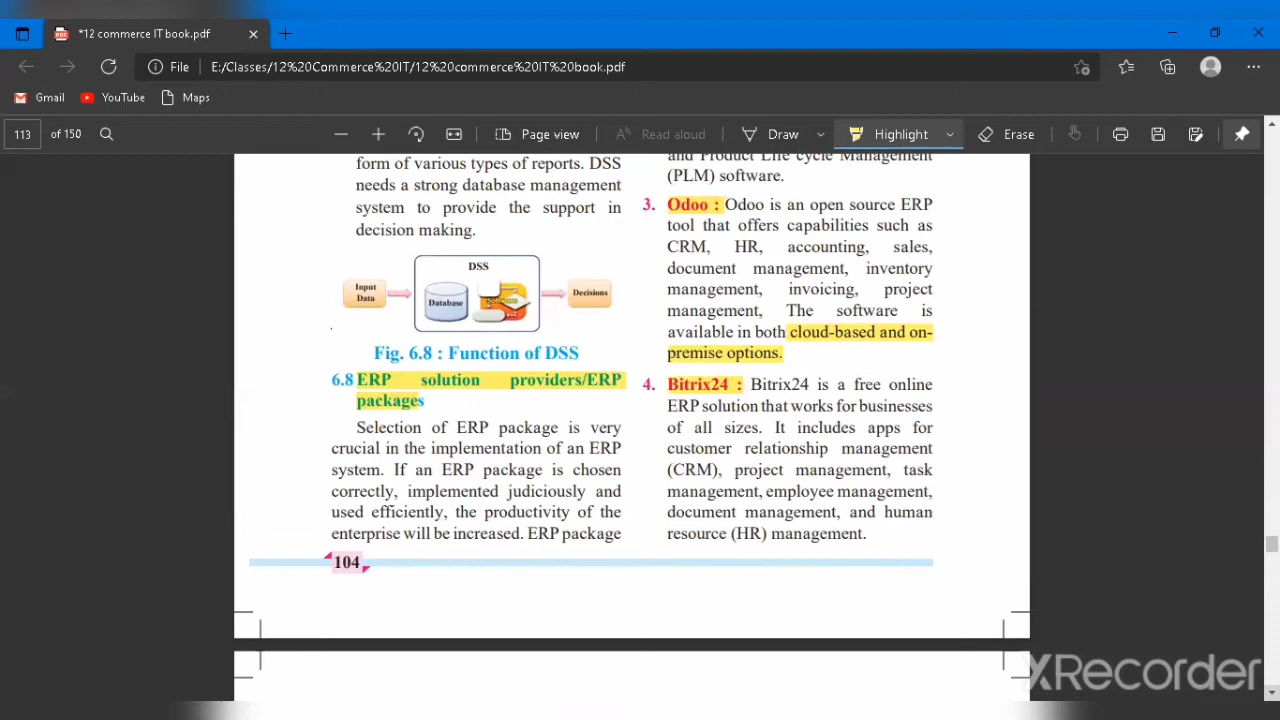 *12 commerce IT book.pdf
File
E:/Classes/12%20Commerce%20IT/12%20commerce%20IT%20book.pdf
Gmail
YouTube
Maps
113
of 150
Page view
Read aloud
Draw
Highlight
Erase
form of various types of reports. DSS
needs a strong database management
system to provide the support in
decision making.
DSS
Input
Data
Database
Decisions
Fig. 6.8 : Function of DSS
6.8 ERP solution providers/ERP
packages
Selection of ERP package is very
crucial in the implementation of an ERP
system. If an ERP package is chosen
correctly, implemented judiciously and
used efficiently, the productivity of the
enterprise will be increased. ERP package
and Product Life cycle Management
(PLM) software.
3. Odoo : Odoo is an open source ERP
tool that offers capabilities such as
CRM, HR, accounting, sales,
document management, inventory
management, invoicing, project
management, The software is
available in both cloud-based and on-
premise options.
4. Bitrix24 : Bitrix24 is a free online
ERP solution that works for businesses
of all sizes. It includes apps for
customer relationship management
(CRM), project management, task
management, employee management,
document management, and human
resource (HR) management.
104
XRecorder